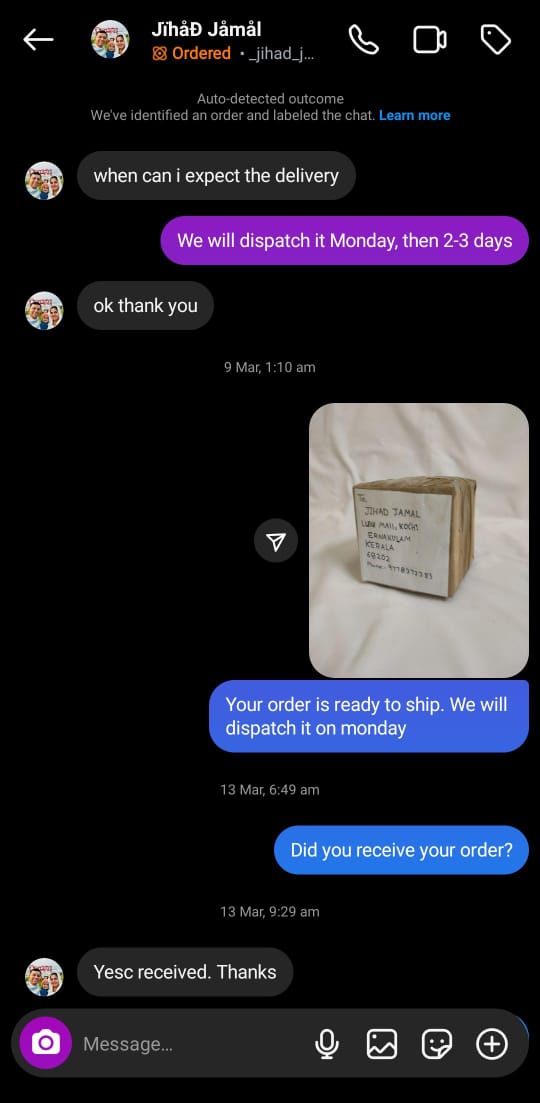 JïhåÐ Jåmål
Ordered • _jihad_j...
Auto-detected outcome
We've identified an order and labeled the chat. Learn more
when can i expect the delivery
We will dispatch it Monday, then 2-3 days
ok thank you
9 Mar, 1:10 am
To,
JIHAD JAMAL
LULU MALL, KOCHI
ERNAKULAM
KERALA
68202
Phone:- 9778373383
Your order is ready to ship. We will
dispatch it on monday
13 Mar, 6:49 am
Did you receive your order?
13 Mar, 9:29 am
Yesc received. Thanks
Message...